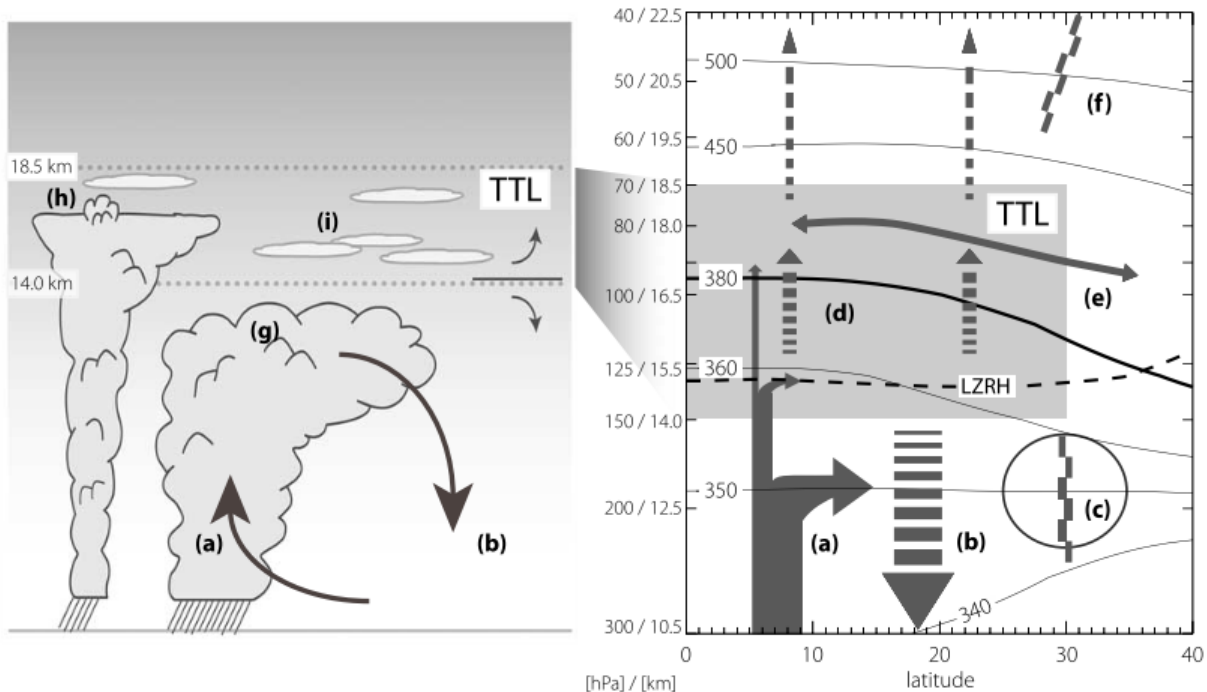 18.5 km
(h)
TTL
(i)
14.0 km
(g)
(a)
(b)
40 / 22.5
500
50 / 20.5
(f)
60 / 19.5
450
70 / 18.5
TTL
80 / 18.0
380
(e)
100 / 16.5
(d)
360
125 / 15.5
LZRH
150 / 14.0
350
200 / 12.5
(c)
(a)
(b)
340
300 / 10.5
0
10
20
30
40
[hPa] / [km]
latitude